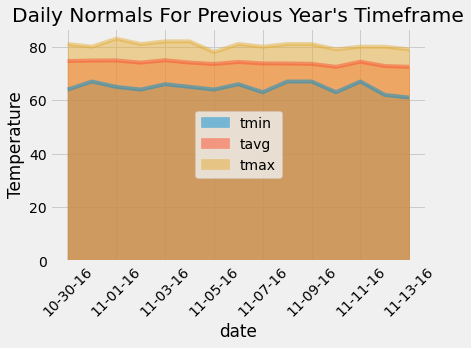 Daily Normals For Previous Year's Timeframe
80
60
40
20
0
Temperature
tmin
tavg
tmax
10-30-16
11-01-16
11-03-16
11-05-16
11-07-16
11-09-16
11-11-16
11-13-16
date